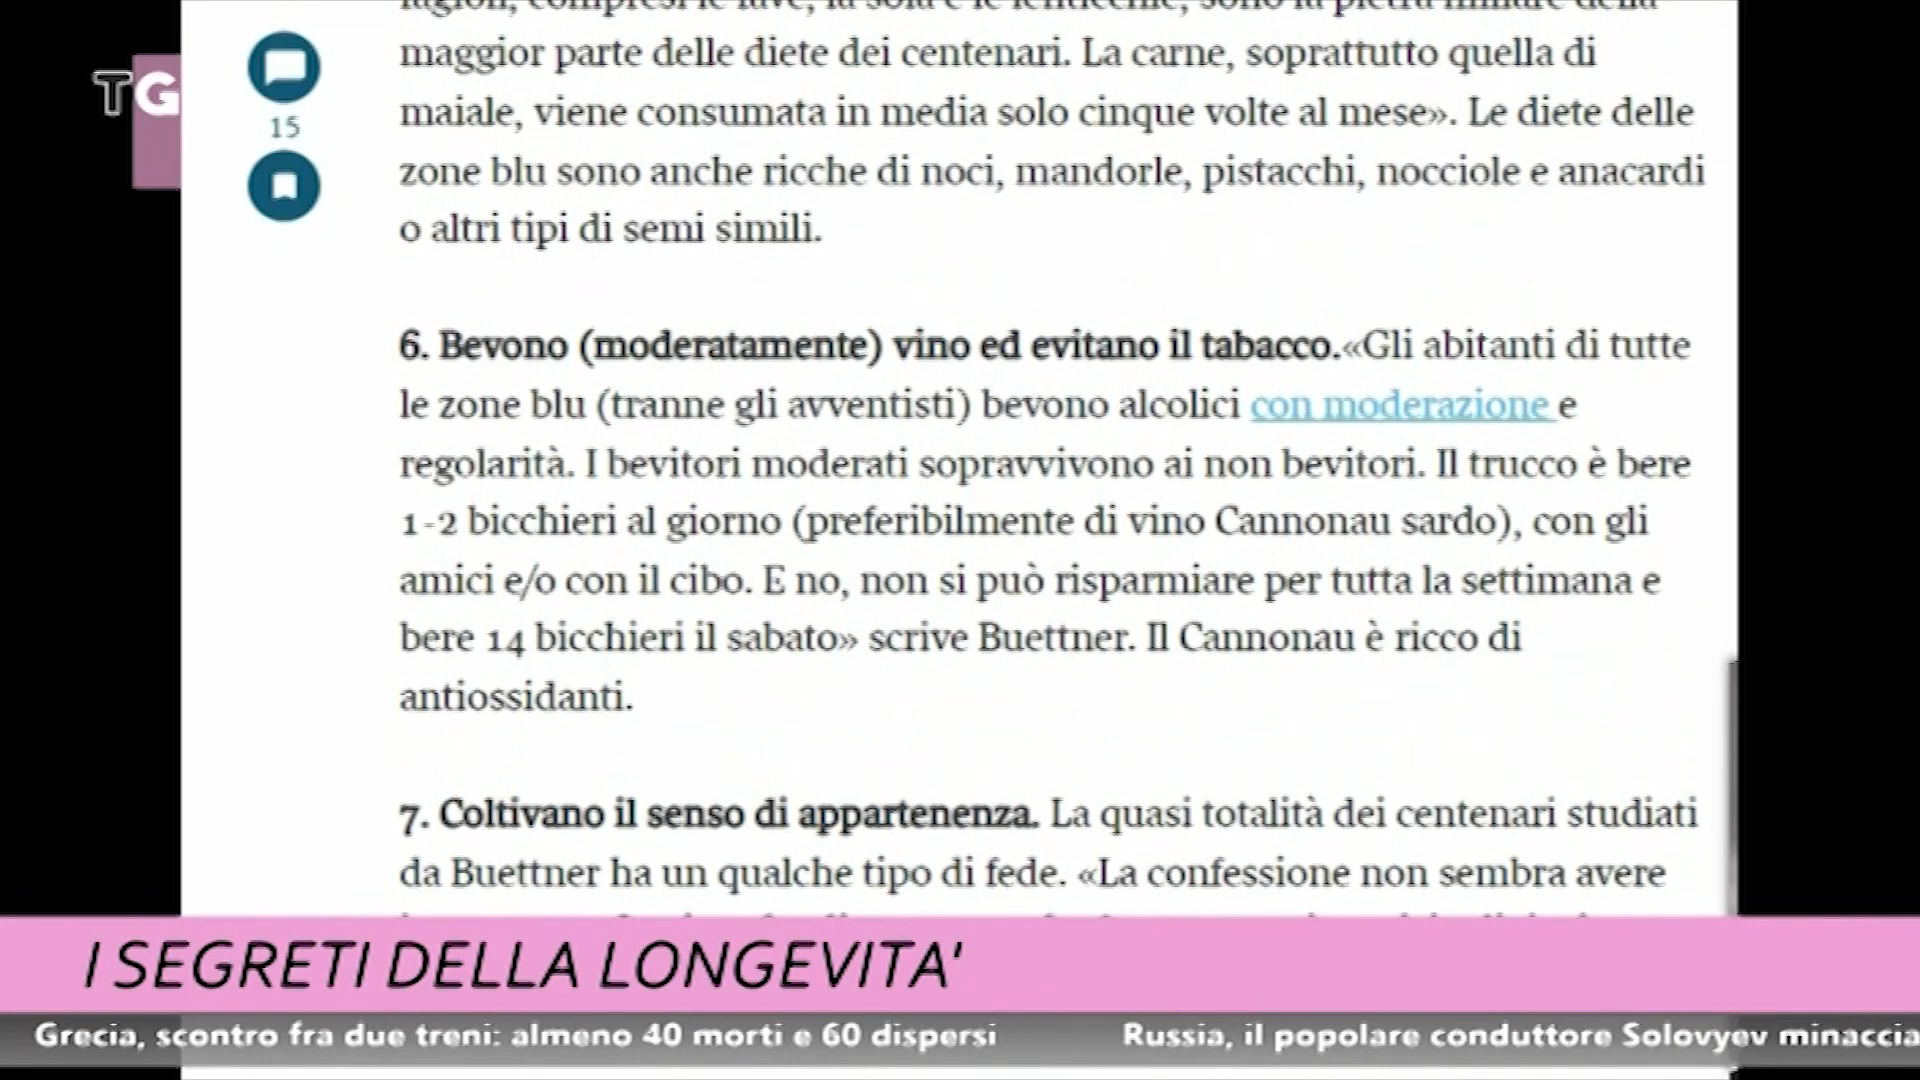 TG
15
maggior parte delle diete dei centenari. La carne, soprattutto quella di
maiale, viene consumata in media solo cinque volte al mese». Le diete delle
zone blu sono anche ricche di noci, mandorle, pistacchi, nocciole e anacardi
o altri tipi di semi simili.
6. Bevono (moderatamente) vino ed evitano il tabacco.«Gli abitanti di tutte
le zone blu (tranne gli avventisti) bevono alcolici con moderazione e
regolarità. I bevitori moderati sopravvivono ai non bevitori. Il trucco è bere
1-2 bicchieri al giorno (preferibilmente di vino Cannonau sardo), con gli
amici e/o con il cibo. E no, non si può risparmiare per tutta la settimana e
bere 14 bicchieri il sabato» scrive Buettner. Il Cannonau è ricco di
antiossidanti.
7. Coltivano il senso di appartenenza. La quasi totalità dei centenari studiati
da Buettner ha un qualche tipo di fede. «La confessione non sembra avere
I SEGRETI DELLA LONGEVITA'
Grecia, scontro fra due treni: almeno 40 morti e 60 dispersi Russia, il popolare conduttore Solovyev minaccia